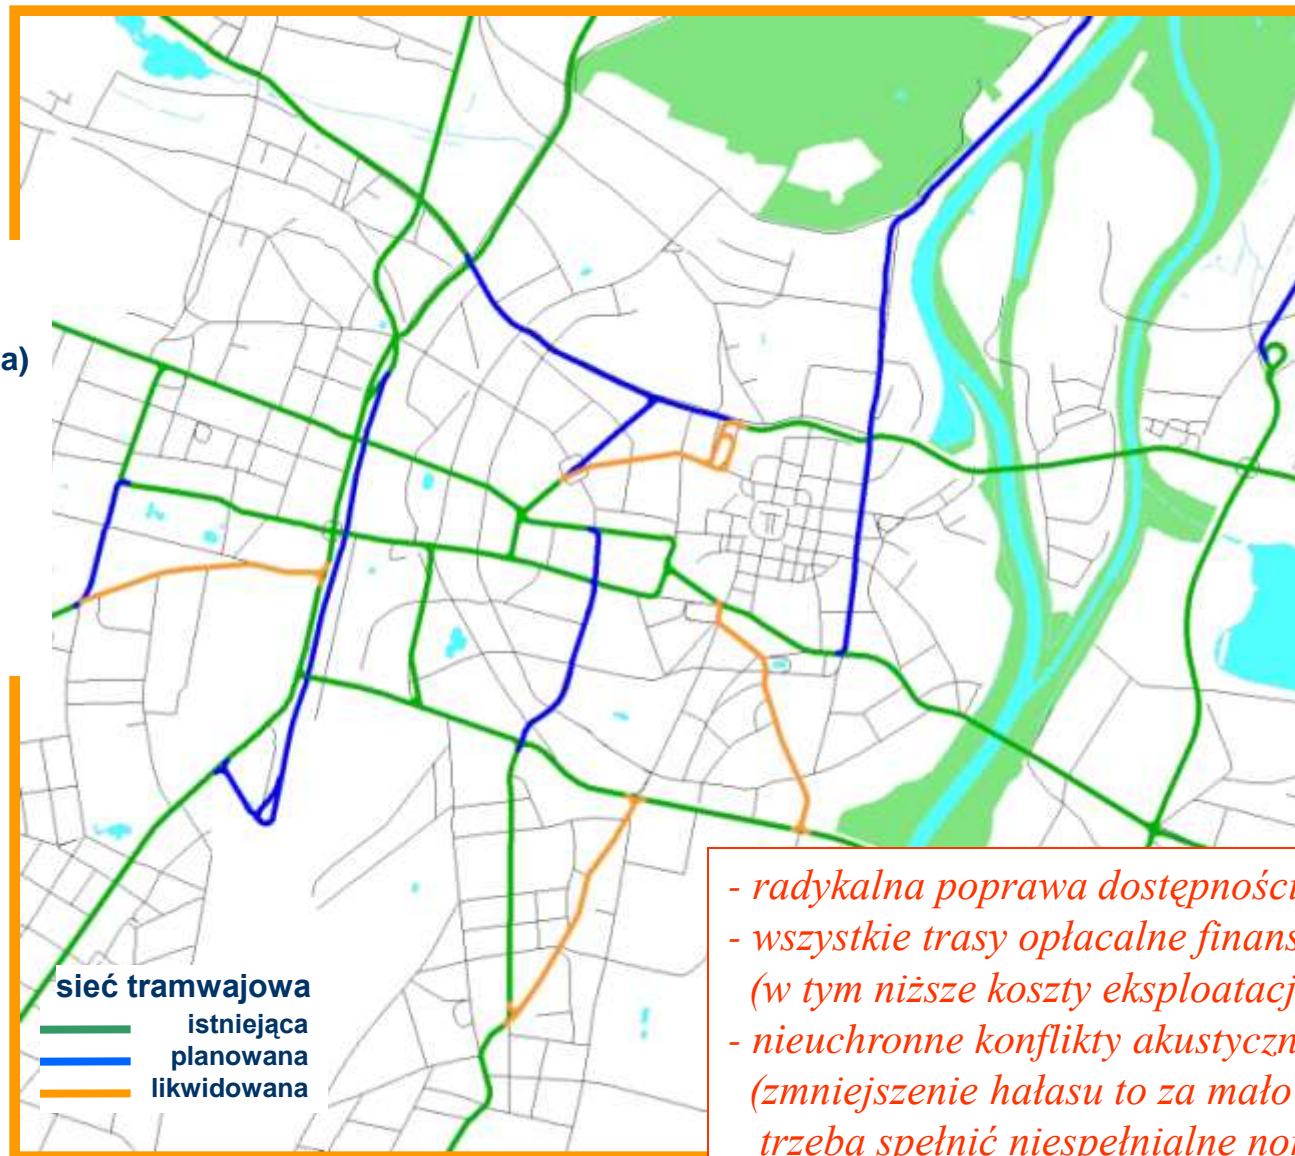 a)
sieć tramwajowa
istniejąca
planowana
likwidowana
- radykalna poprawa dostępności
- wszystkie trasy opłacalne finans
(w tym niższe koszty eksploatacj
- nieuchronne konflikty akustyczn
(zmniejszenie hałasu to za mało
trzeba spełnić niespełnialne nor